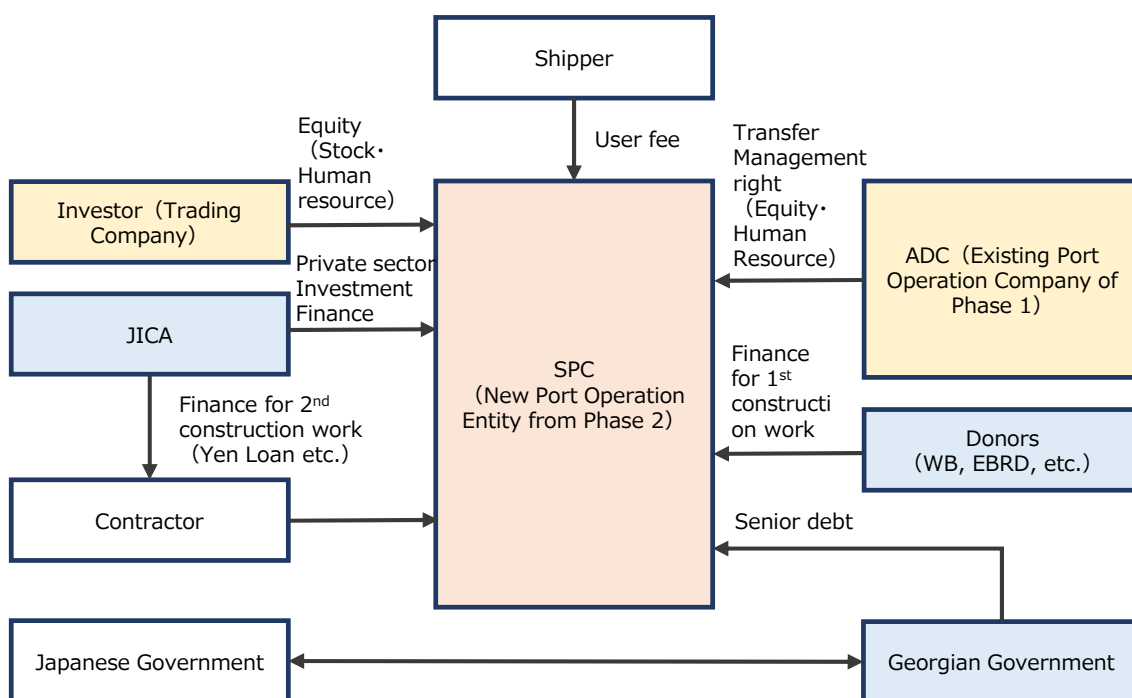 Shipper
User fee
Equity
（Stock・
Human
resource）
Transfer
Management
right
（Equity・
Human
Resource）
Investor（Trading
Company）
ADC（Existing Port
Operation Company of
Phase 1）
Private sector
Investment
Finance
JICA
SPC
（New Port Operation
Entity from Phase 2）
Finance
for 1st
constructi
on work
Finance for 2nd
construction work
（Yen Loan etc.）
Donors
（WB, EBRD, etc.）
Contractor
Senior debt
Japanese Government
Georgian Government